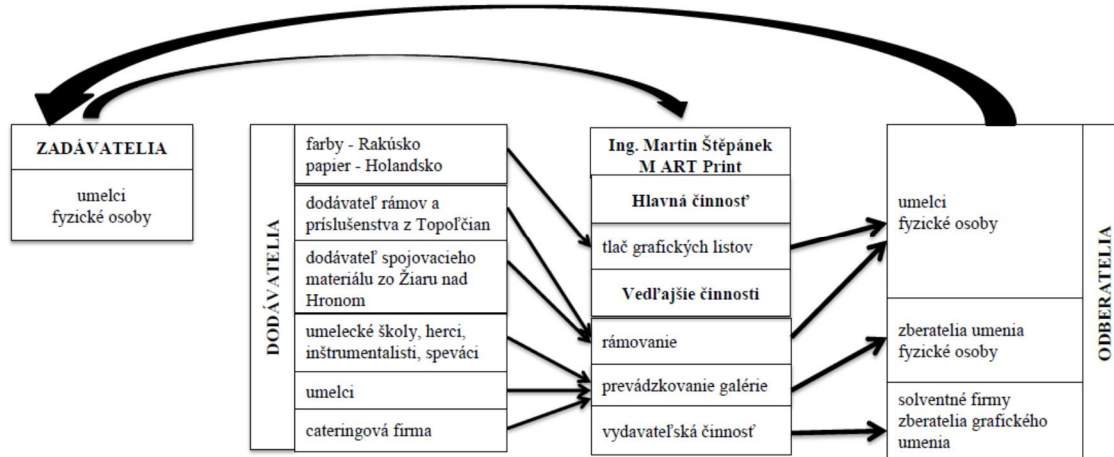 ZADÁVATELIA
umelci
fyzické osoby
DODÁVATELIA
farby - Rakúsko
papier - Holandsko
dodávateľ rámov a
príslušenstva z Topoľčian
dodávateľ spojovacieho
materiálu zo Žiaru nad
Hronom
umelecké školy, herci,
inštrumentalisti, speváci
umelci
cateringová firma
Ing. Martin Štěpánek
M ART Print
Hlavná činnosť
tlač grafických listov
Vedľajšie činnosti
rámovanie
prevádzkovanie galérie
vydavateľská činnosť
umelci
fyzické osoby
zberatelia umenia
fyzické osoby
solventné firmy
zberatelia grafického
umenia
ODBERATELIA